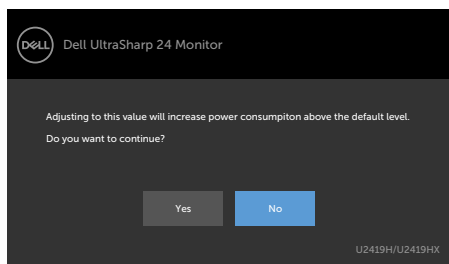 DELL
Dell UltraSharp 24 Monitor
Adjusting to this value will increase power consumpiton above the default level.
Do you want to continue?
Yes
No
U2419H/U2419HX